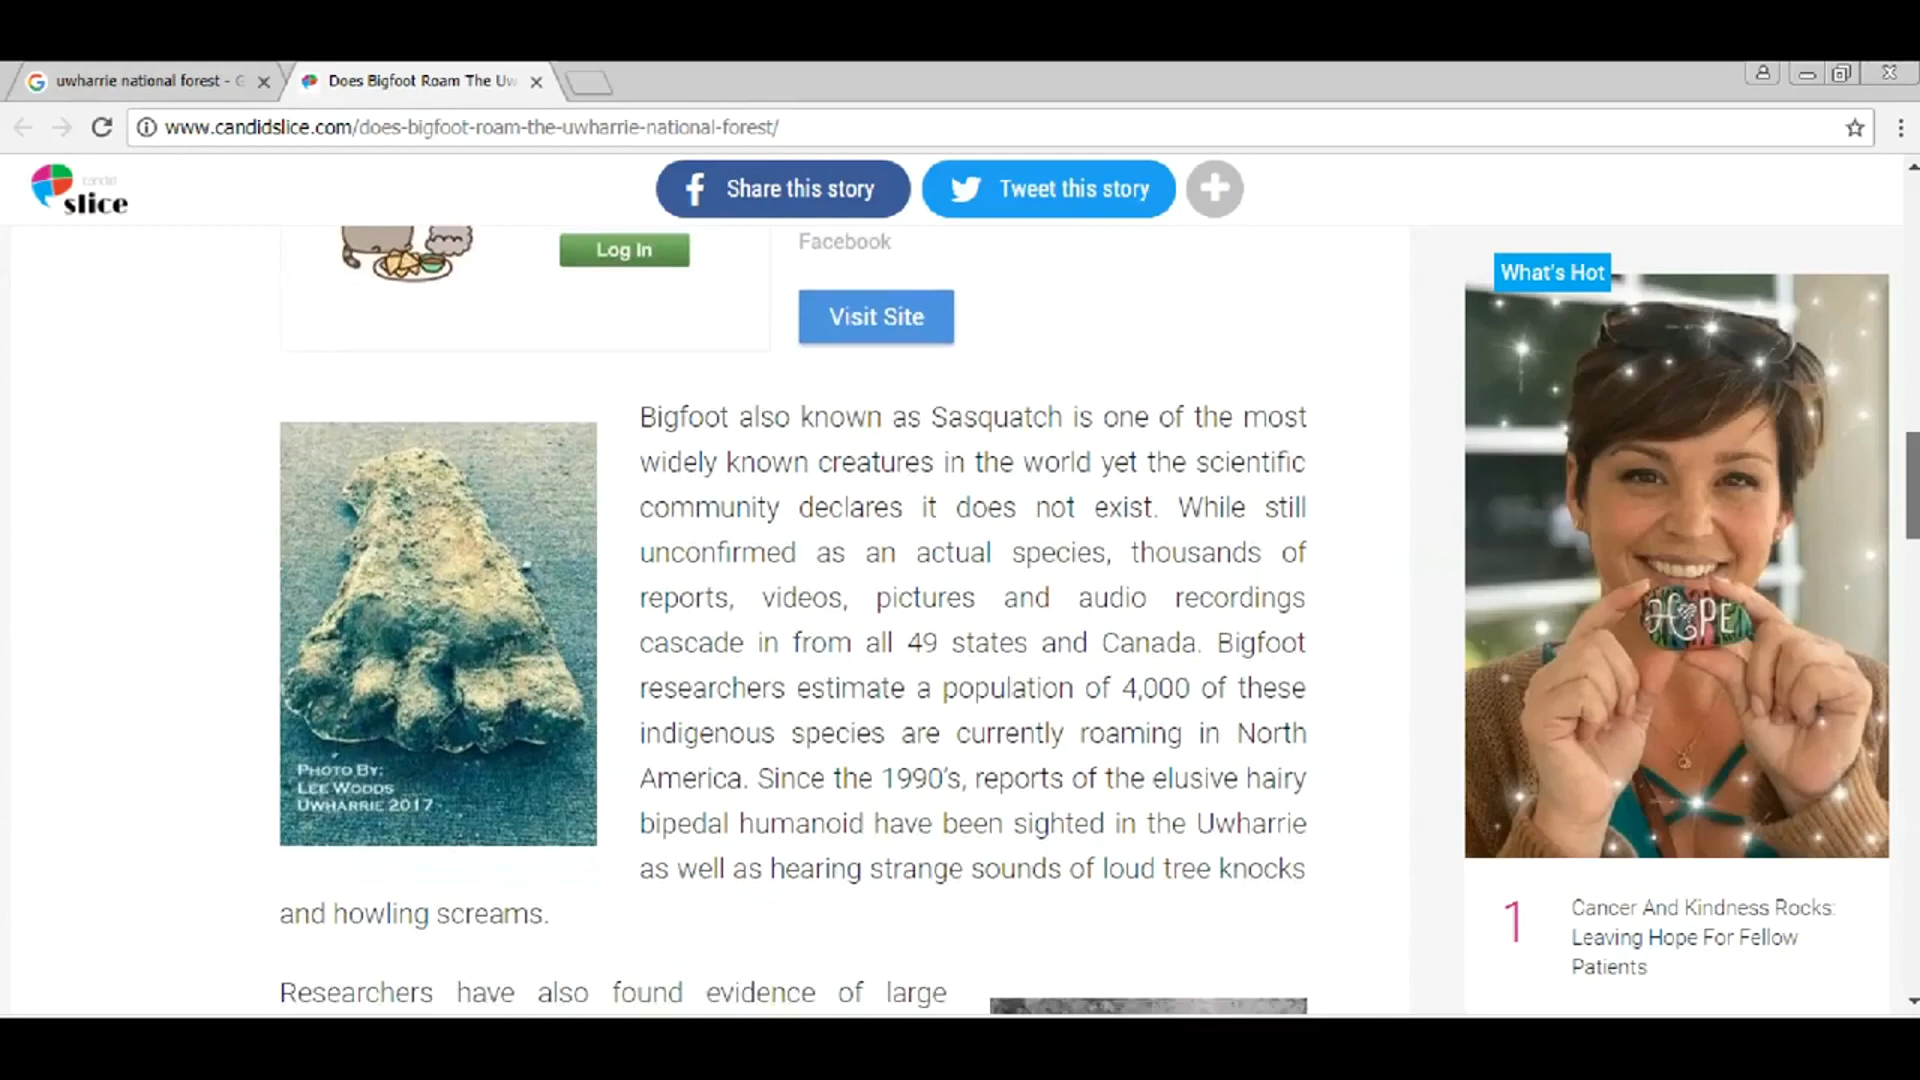 uwharrie national forest - G
Does Bigfoot Roam The Uw
www.candidslice.com/does-bigfoot-roam-the-uwharrie-national-forest/
candid
slice
Share this story
Tweet this story
Log In
Facebook
Visit Site
What's Hot
HOPE
PHOTO BY:
LEE WOODS
UWHARRIE 2017
Bigfoot also known as Sasquatch is one of the most
widely known creatures in the world yet the scientific
community declares it does not exist. While still
unconfirmed as an actual species, thousands of
reports, videos, pictures and audio recordings
cascade in from all 49 states and Canada. Bigfoot
researchers estimate a population of 4,000 of these
indigenous species are currently roaming in North
America. Since the 1990's, reports of the elusive hairy
bipedal humanoid have been sighted in the Uwharrie
as well as hearing strange sounds of loud tree knocks
and howling screams.
Researchers have also found evidence of large
1
Cancer And Kindness Rocks:
Leaving Hope For Fellow
Patients